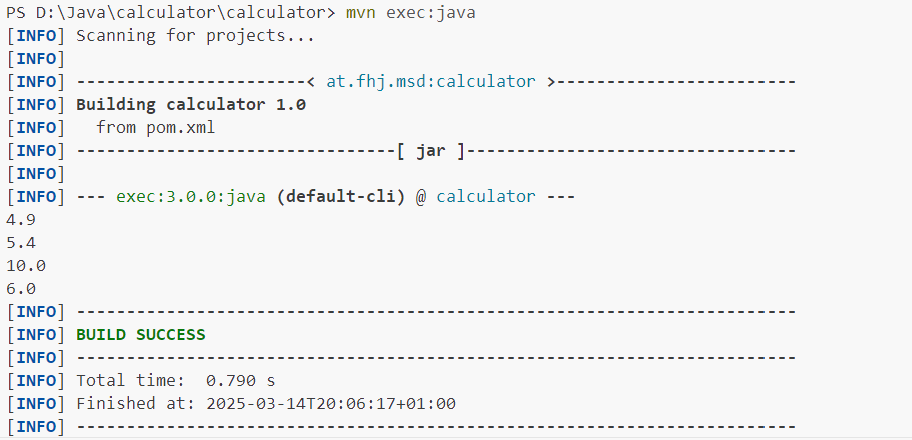 PS D:\Java\calculator\calculator> mvn exec:java
[INFO] Scanning for projects...
[INFO]
[INFO] -----------------------< at.fhj.msd:calculator >------------------------
[INFO] Building calculator 1.0
[INFO]   from pom.xml
[INFO] --------------------------------[ jar ]---------------------------------
[INFO]
[INFO] --- exec:3.0.0:java (default-cli) @ calculator ---
4.9
5.4
10.0
6.0
[INFO] ------------------------------------------------------------------------
[INFO] BUILD SUCCESS
[INFO] ------------------------------------------------------------------------
[INFO] Total time:  0.790 s
[INFO] Finished at: 2025-03-14T20:06:17+01:00
[INFO] ------------------------------------------------------------------------